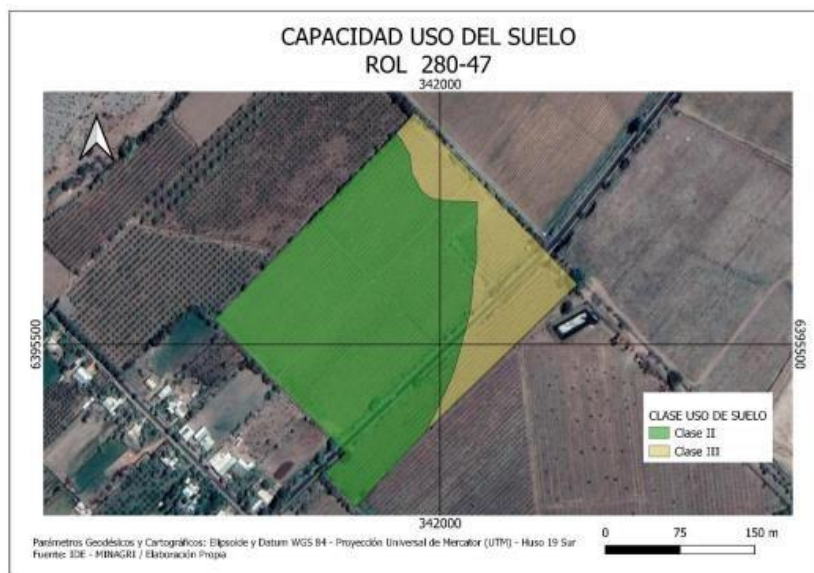 CAPACIDAD USO DEL SUELO
ROL 280-47
342000
6395500
6395500
CLASE USO DE SUELO
Clase II
Clase III
342000
Parámetros Geodésicos y Cartográficos: Elipsoide y Datum WGS 84 - Proyección Universal de Mercator (UTM) - Huso 19 Sur
Fuente: IDE - MINAGRI / Elaboración Propia
0 75 150 m